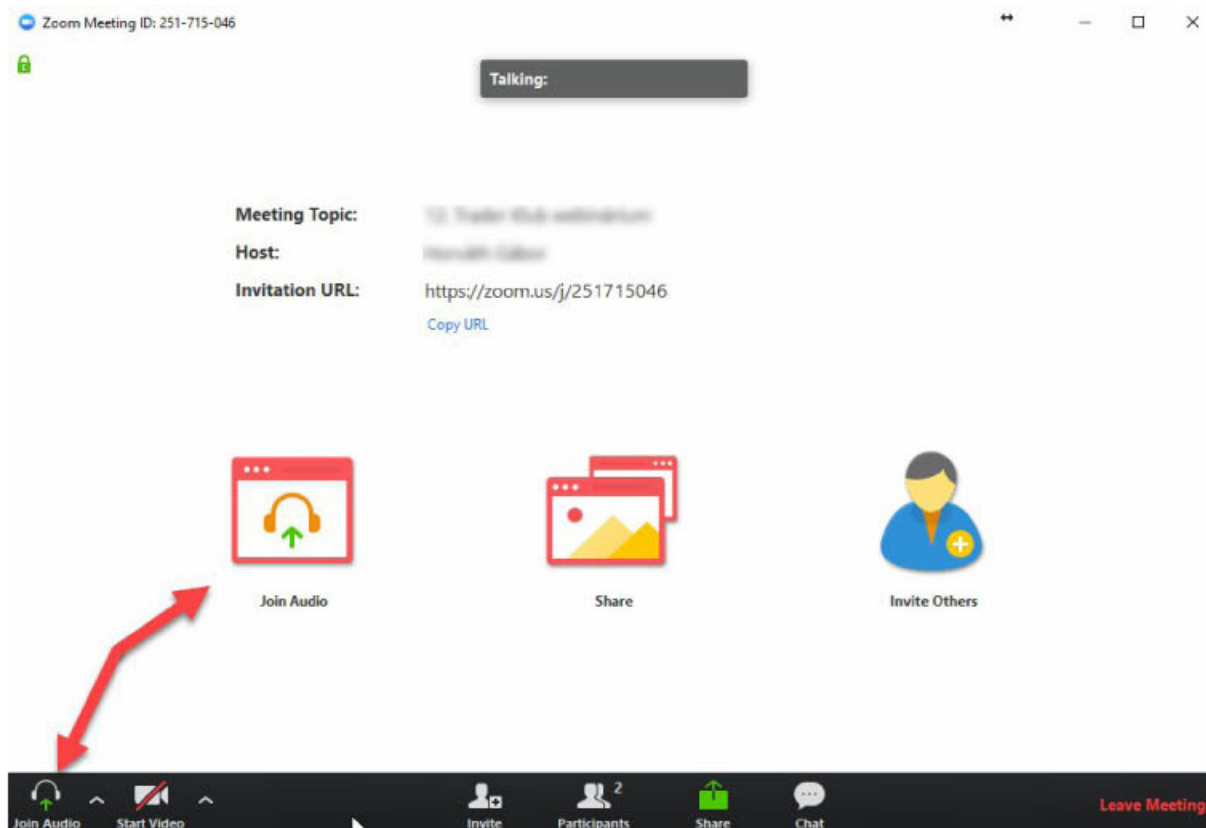 Zoom Meeting ID: 251-715-046
Talking:
Meeting Topic:
Host:
Invitation URL: https://zoom.us/j/251715046
Copy URL
Join Audio Share Invite Others
Join Audio Start Video Invite Participants 2 Share Chat Leave Meeting